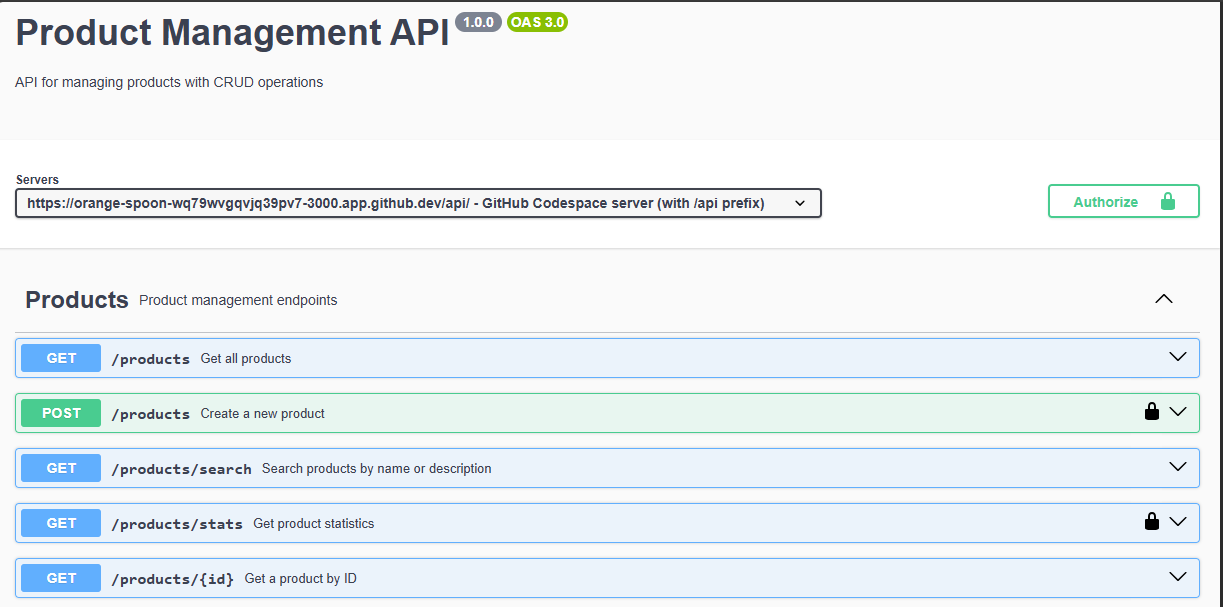 Product Management API 1.0.0 OAS 3.0
API for managing products with CRUD operations
Servers
https://orange-spoon-wq79wvgqvjq39pv7-3000.app.github.dev/api/ - GitHub Codespace server (with /api prefix)
Authorize
Products Product management endpoints
GET /products Get all products
POST /products Create a new product
GET /products/search Search products by name or description
GET /products/stats Get product statistics
GET /products/{id} Get a product by ID